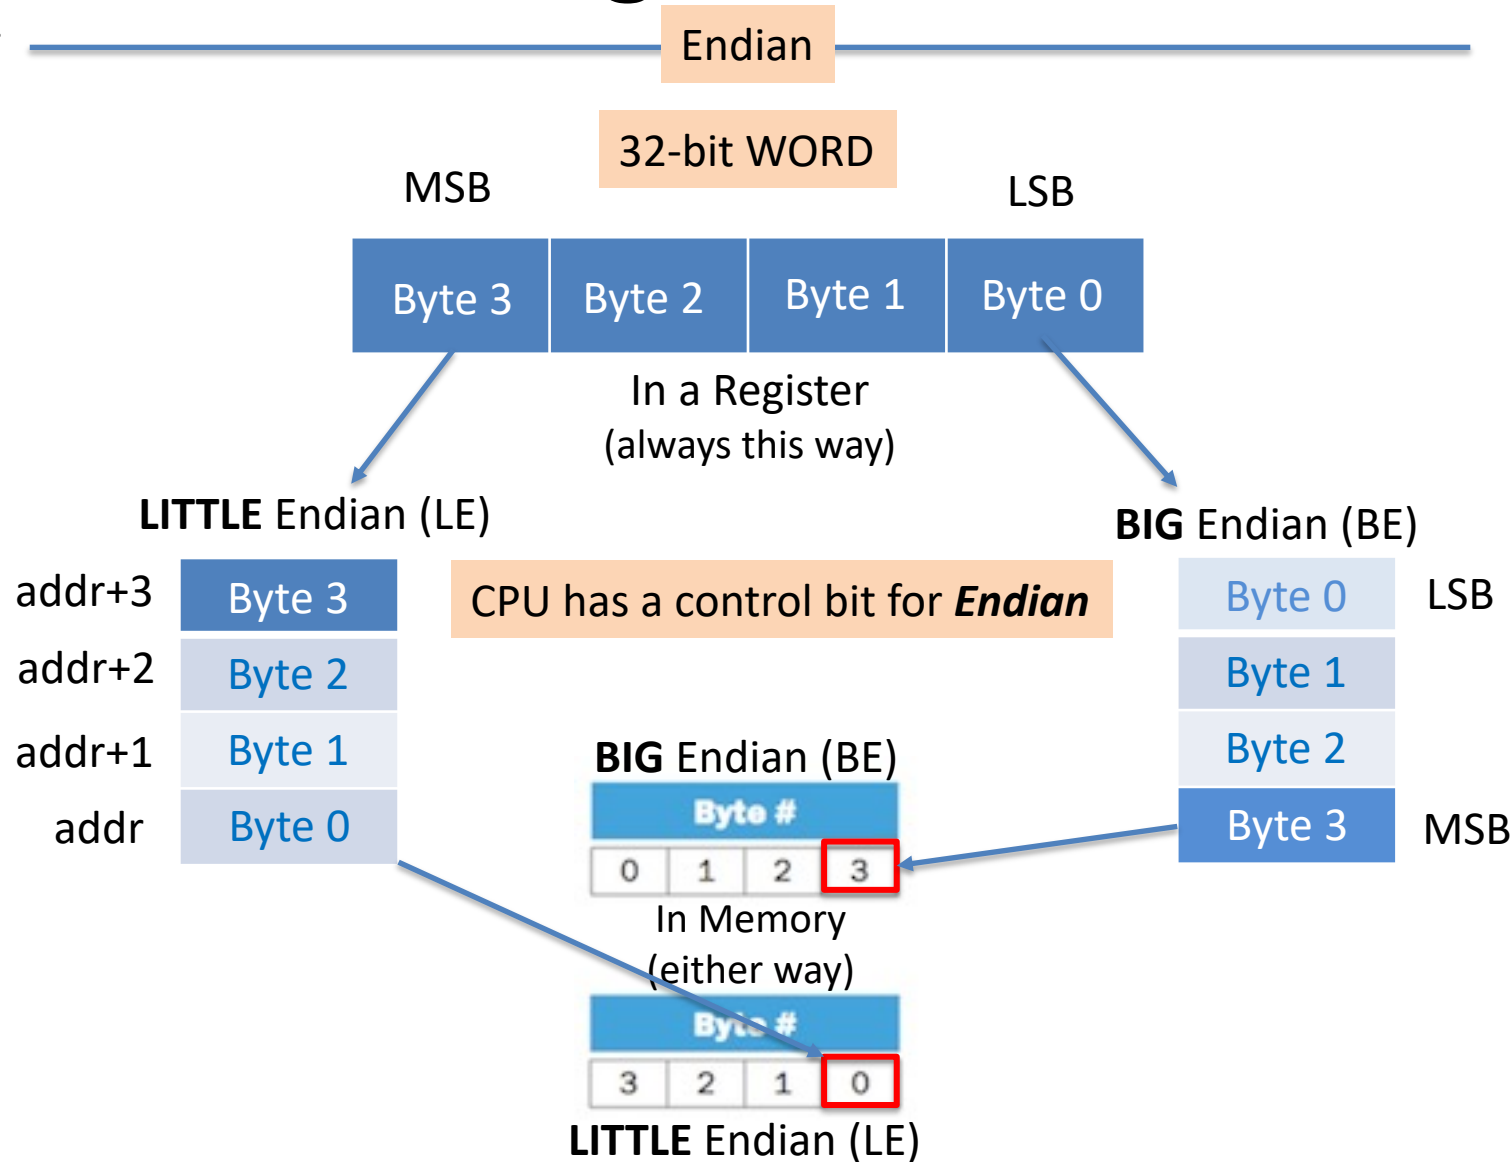 Endian
32-bit WORD
MSB
LSB
Byte 3 Byte 2 Byte 1 Byte 0
In a Register
(always this way)
LITTLE Endian (LE)
BIG Endian (BE)
addr+3 Byte 3
CPU has a control bit for Endian
Byte 0 LSB
addr+2 Byte 2
Byte 1
addr+1 Byte 1
Byte 2
addr Byte 0
Byte 3 MSB
BIG Endian (BE)
Byte #
0 1 2 3
In Memory
(either way)
Byte #
3 2 1 0
LITTLE Endian (LE)